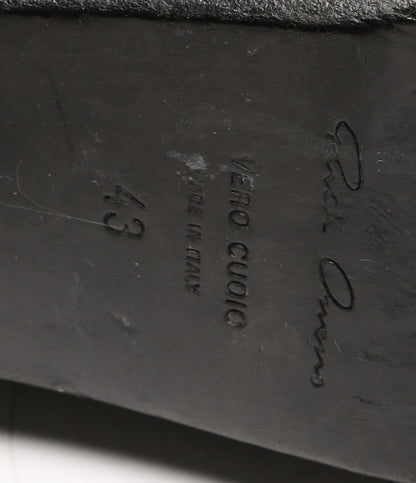 Rick Owens
VERO CUOIO
MADE IN ITALY
43